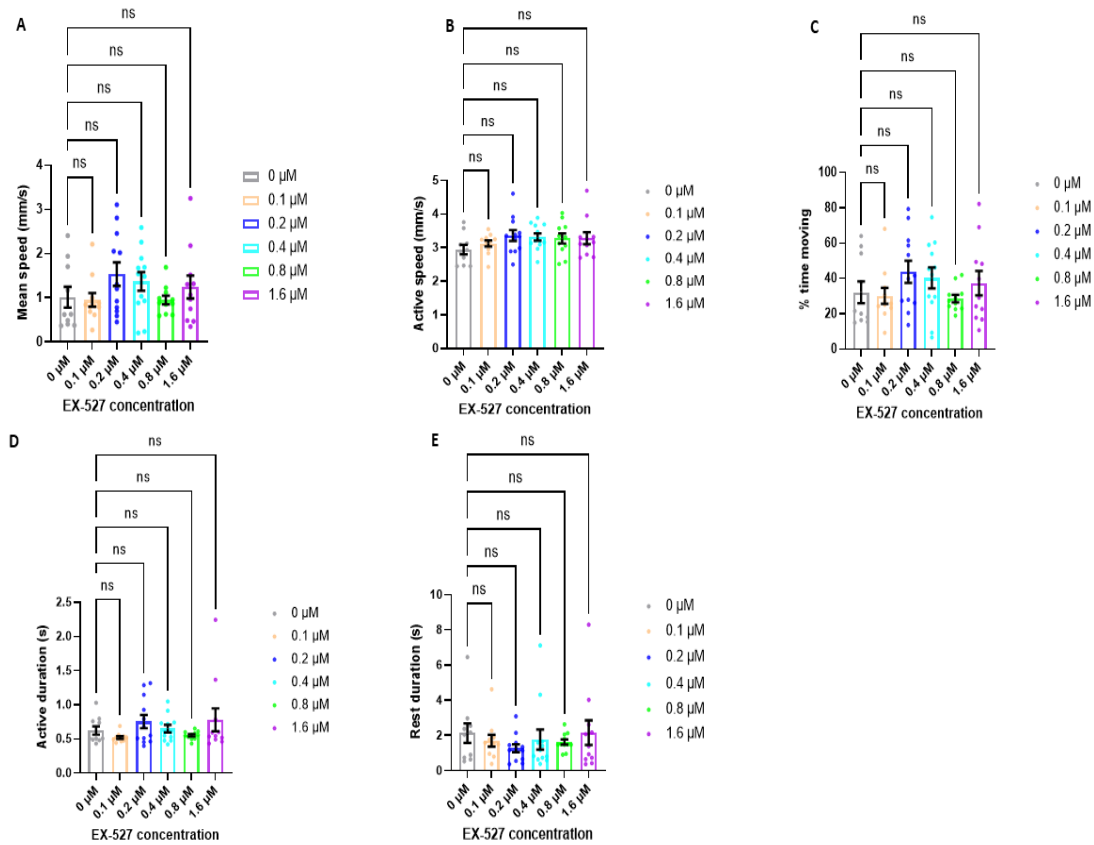 A
ns
ns
ns
ns
ns
4
3
2
1
0
Mean speed (mm/s)
0 µM
0.1 µM
0.2 µM
0.4 µM
0.8 µM
1.6 µM
EX-527 concentration
0 µM
0.1 µM
0.2 µM
0.4 µM
0.8 µM
1.6 µM
B
ns
ns
ns
ns
ns
5
4
3
2
1
0
Active speed (mm/s)
0 µM
0.1 µM
0.2 µM
0.4 µM
0.8 µM
1.6 µM
EX-527 concentration
0 µM
0.1 µM
0.2 µM
0.4 µM
0.8 µM
1.6 µM
C
ns
ns
ns
ns
ns
100
80
60
40
20
0
% time moving
0 µM
0.1 µM
0.2 µM
0.4 µM
0.8 µM
1.6 µM
EX-527 concentration
0 µM
0.1 µM
0.2 µM
0.4 µM
0.8 µM
1.6 µM
D
ns
ns
ns
ns
ns
2.5
2.0
1.5
1.0
0.5
0.0
Active duration (s)
0 µM
0.1 µM
0.2 µM
0.4 µM
0.8 µM
1.6 µM
EX-527 concentration
0 µM
0.1 µM
0.2 µM
0.4 µM
0.8 µM
1.6 µM
E
ns
ns
ns
ns
ns
10
8
6
4
2
0
Rest duration (s)
0 µM
0.1 µM
0.2 µM
0.4 µM
0.8 µM
1.6 µM
EX-527 concentration
0 µM
0.1 µM
0.2 µM
0.4 µM
0.8 µM
1.6 µM